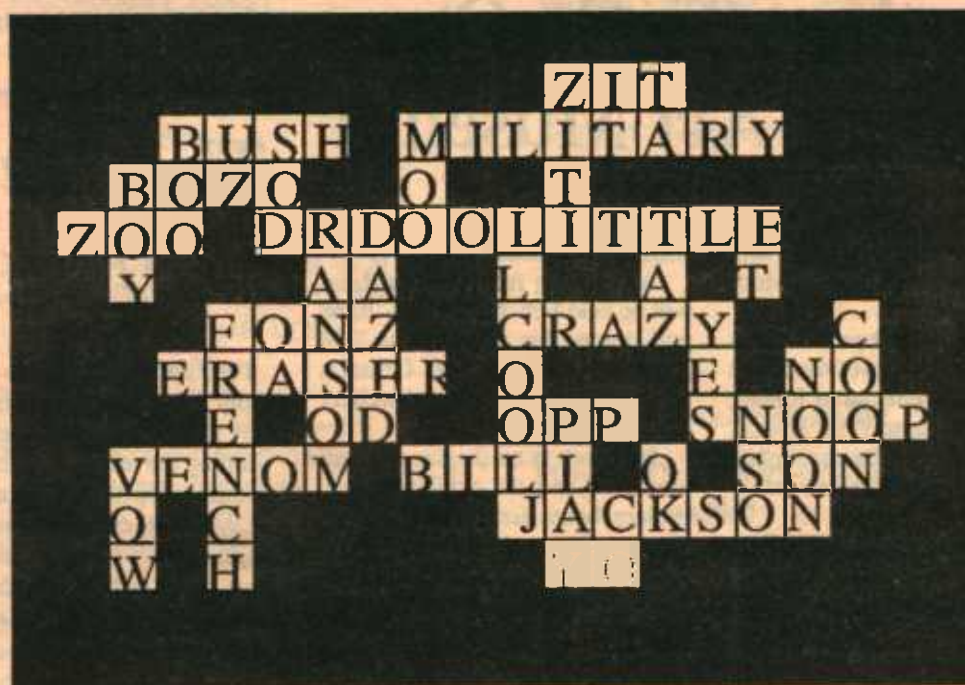 ZIT
BUSH MILITARY
BOZO O T
ZOO DRDOOLITTLE
Y AA L A T
FONZ CRAZY C
ERASER O E NO
E OD OPP SNOOP
VENOM BILL O SON
O C JACKSON
W H